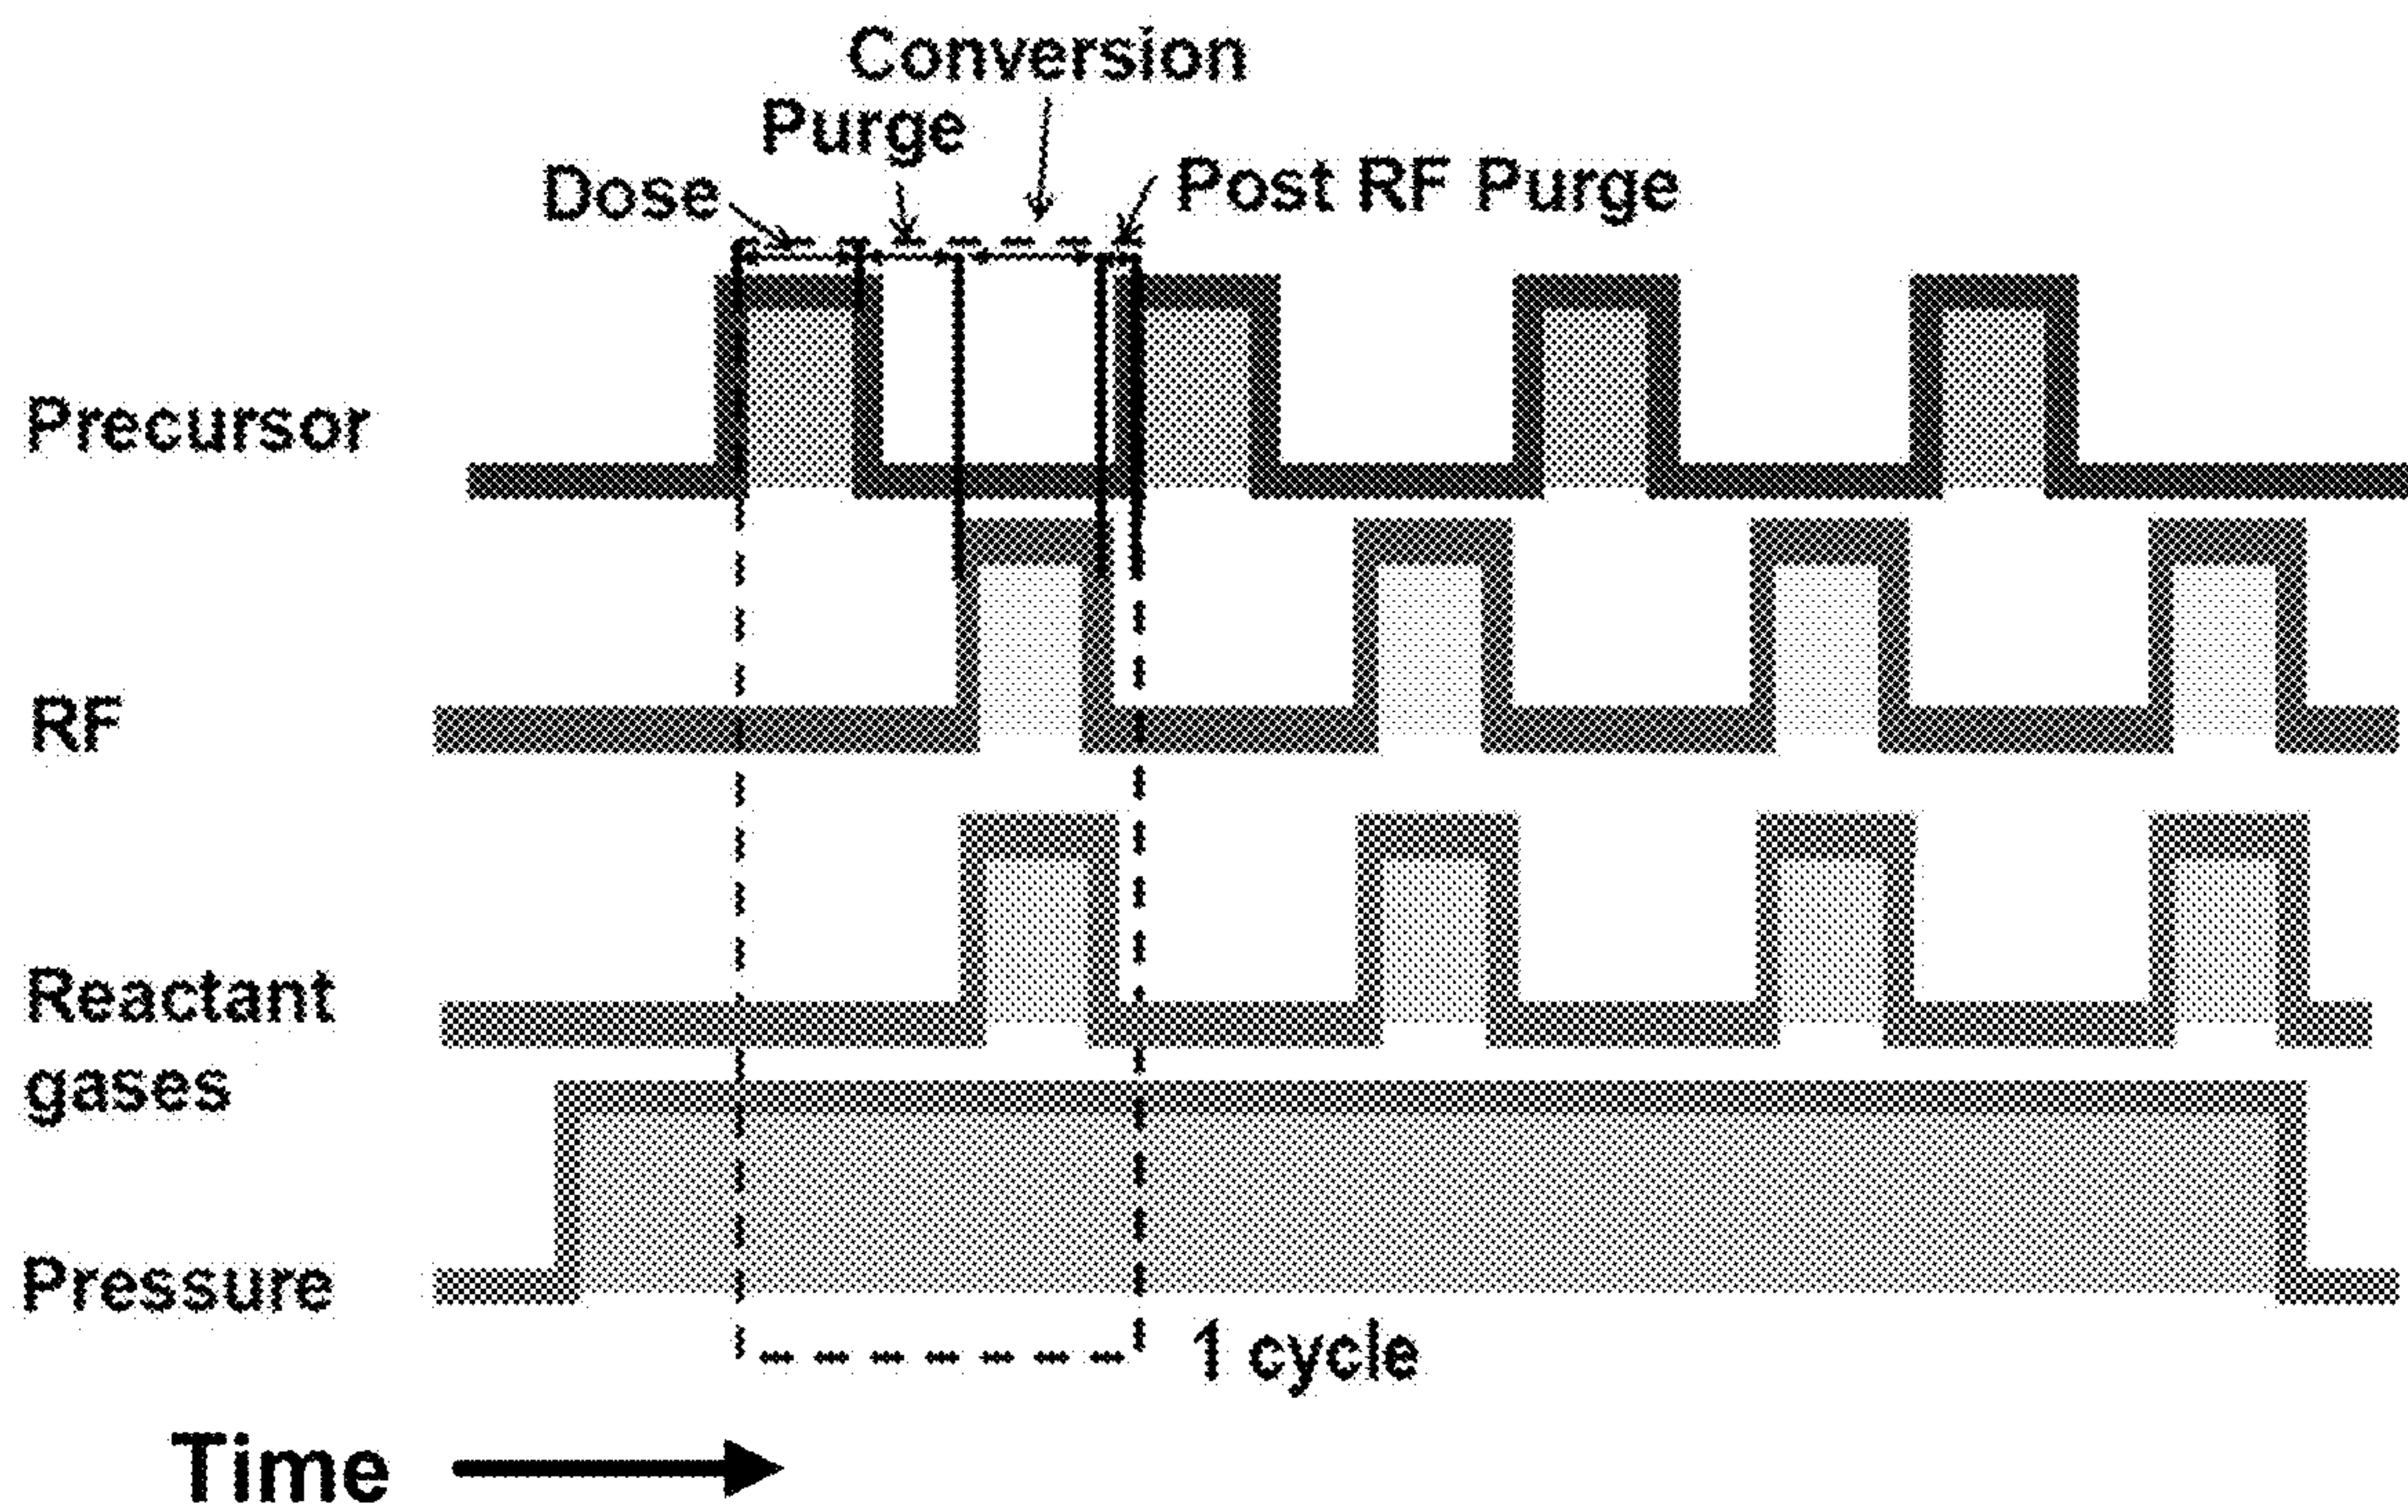 Conversion
Purge
Dose
Post RF Purge
Precursor
RF
Reactant
gases
Pressure
1 cycle
Time